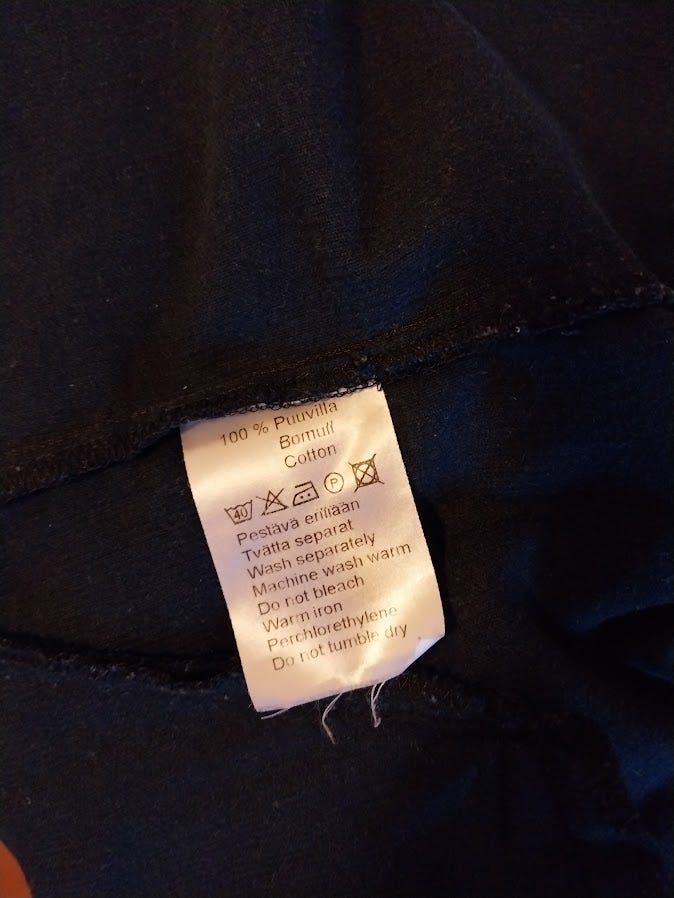 100 % Puuvilla
Bomull
Cotton
40 P
Pestävä erillään
Tvätta separat
Wash separately
Machine wash warm
Do not bleach
Warm iron
Perchlorethylene
Do not tumble dry